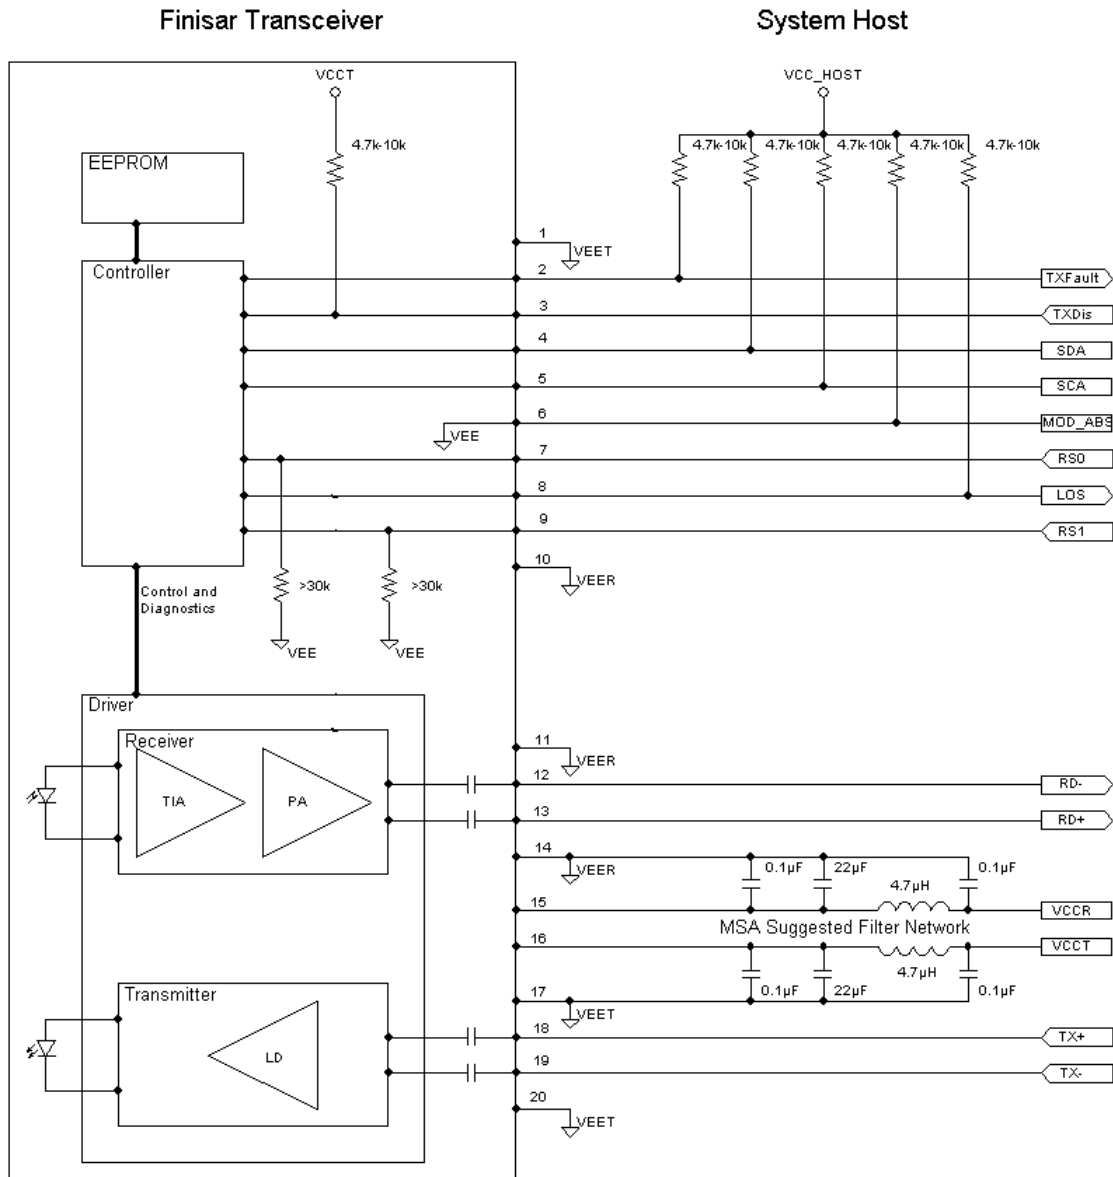 Finisar Transceiver
System Host
VCCT
VCC_HOST
4.7k-10k
4.7k-10k
4.7k-10k
4.7k-10k
4.7k-10k
4.7k-10k
EEPROM
1
VEET
Controller
2
TXFault
3
TXDis
4
SDA
5
SCA
6
MOD_ABS
VEE
7
RS0
8
LOS
9
RS1
10
VEER
Control and
Diagnostics
>30k
>30k
VEE
VEE
Driver
Receiver
11
VEER
TIA
PA
12
RD-
13
RD+
14
VEER
0.1µF
22µF
0.1µF
4.7µH
15
VCCR
MSA Suggested Filter Network
16
VCCT
4.7µH
0.1µF
22µF
0.1µF
Transmitter
17
VEET
18
TX+
LD
19
TX-
20
VEET